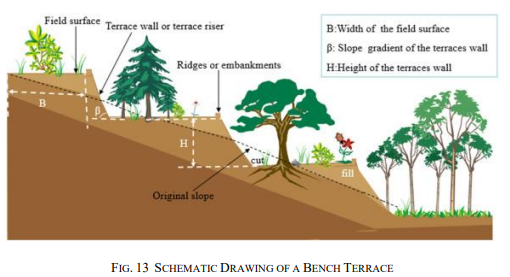 Field surface
Terrace wall or terrace riser
Ridges or embankments
B:Width of the field surface
β: Slope gradient of the terraces wall
H:Height of the terraces wall
B
β
H
cut
fill
Original slope
FIG. 13 SCHEMATIC DRAWING OF A BENCH TERRACE